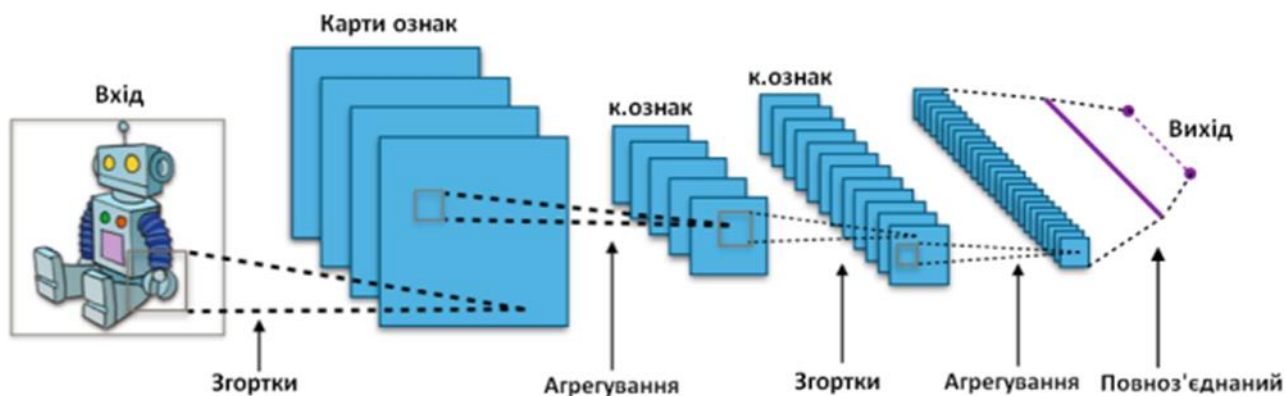 Карти ознак
Вхід
к.ознак
к.ознак
Вихід
Згортки
Агрегування
Згортки
Агрегування
Повноз'єднаний